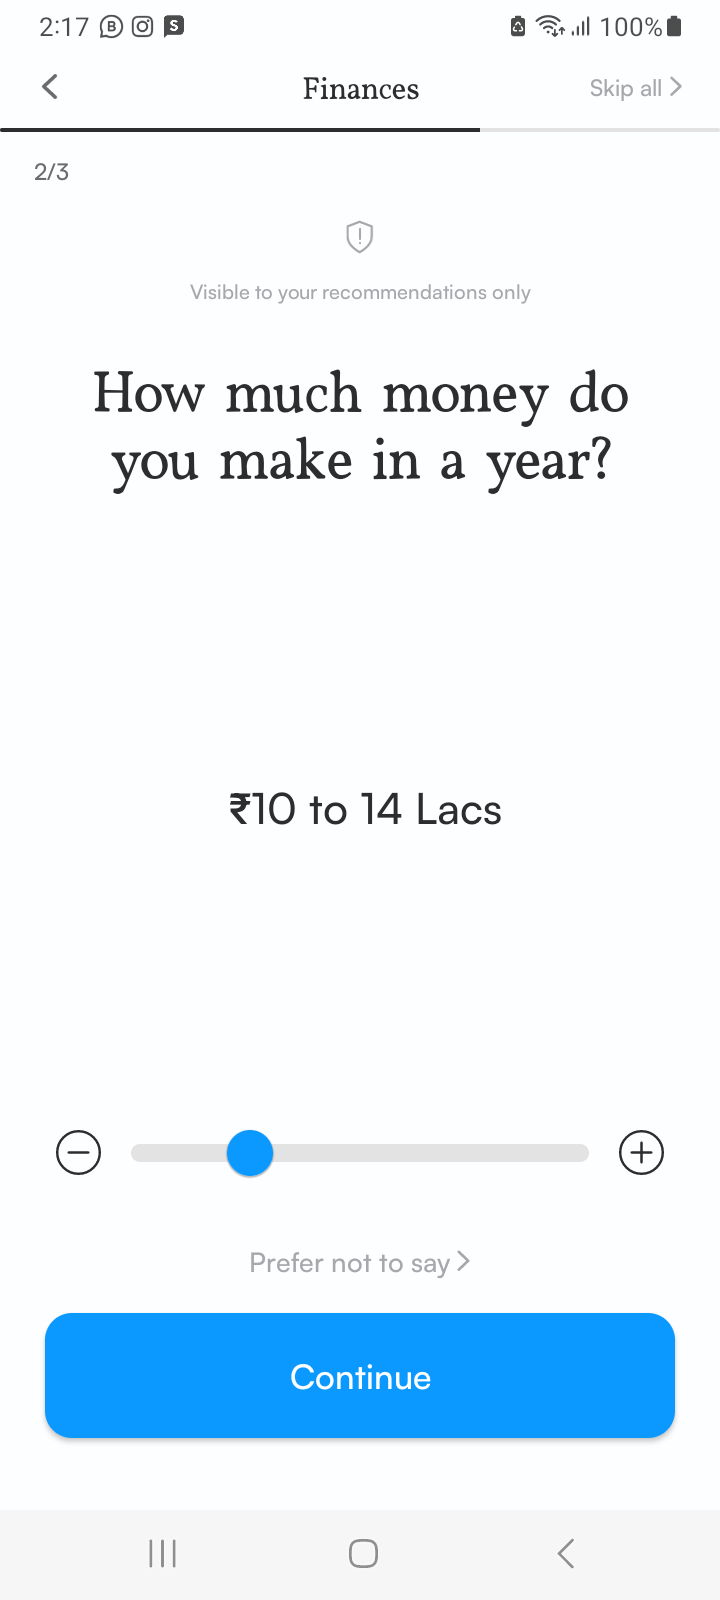 2:17
100%
Finances
Skip all
2/3
Visible to your recommendations only
How much money do
you make in a year?
₹10 to 14 Lacs
Prefer not to say
Continue